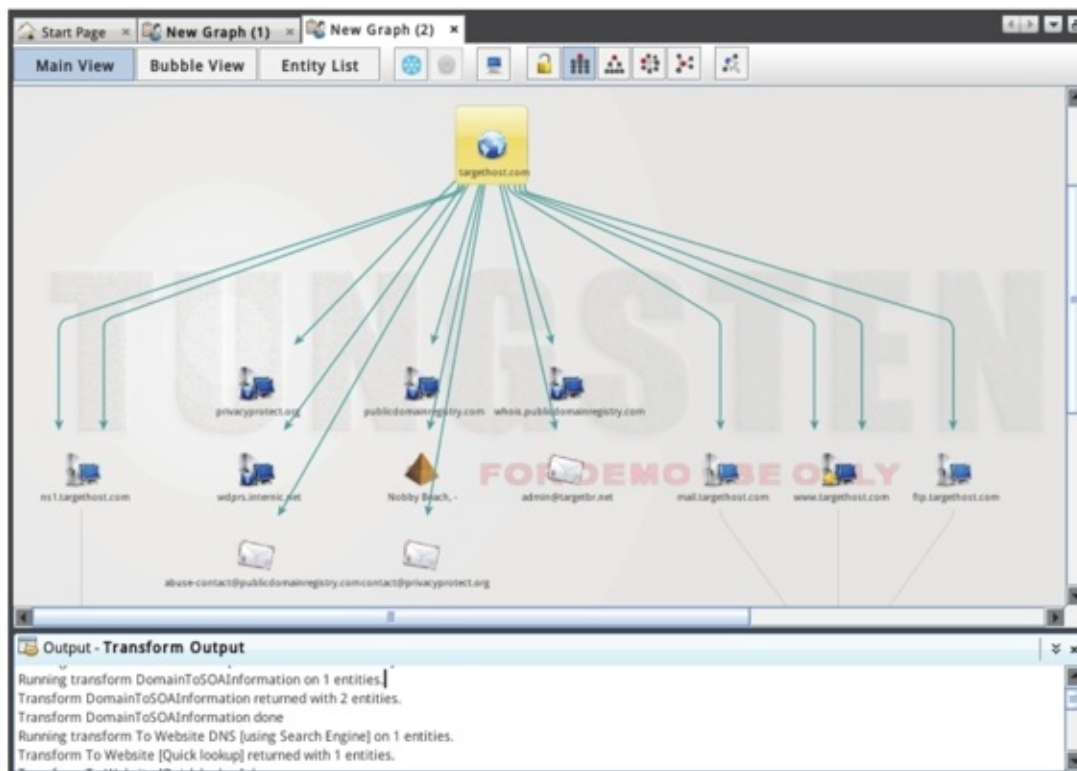 Start Page
New Graph (1)
New Graph (2)
Main View
Bubble View
Entity List
targethost.com
TUNGSTEN
privacyprotect.org
publicdomainregistry.com
whois.publicdomainregistry.com
FOR DEMO USE ONLY
ns1.targethost.com
wdprs.internic.net
Nobby Beach, -
admin@targetbr.net
mail.targethost.com
www.targethost.com
ftp.targethost.com
abuse-contact@publicdomainregistry.com
contact@privacyprotect.org
Output - Transform Output
Running transform DomainToSOAInformation on 1 entities.
Transform DomainToSOAInformation returned with 2 entities.
Transform DomainToSOAInformation done
Running transform To Website DNS [using Search Engine] on 1 entities.
Transform To Website [Quick lookup] returned with 1 entities.